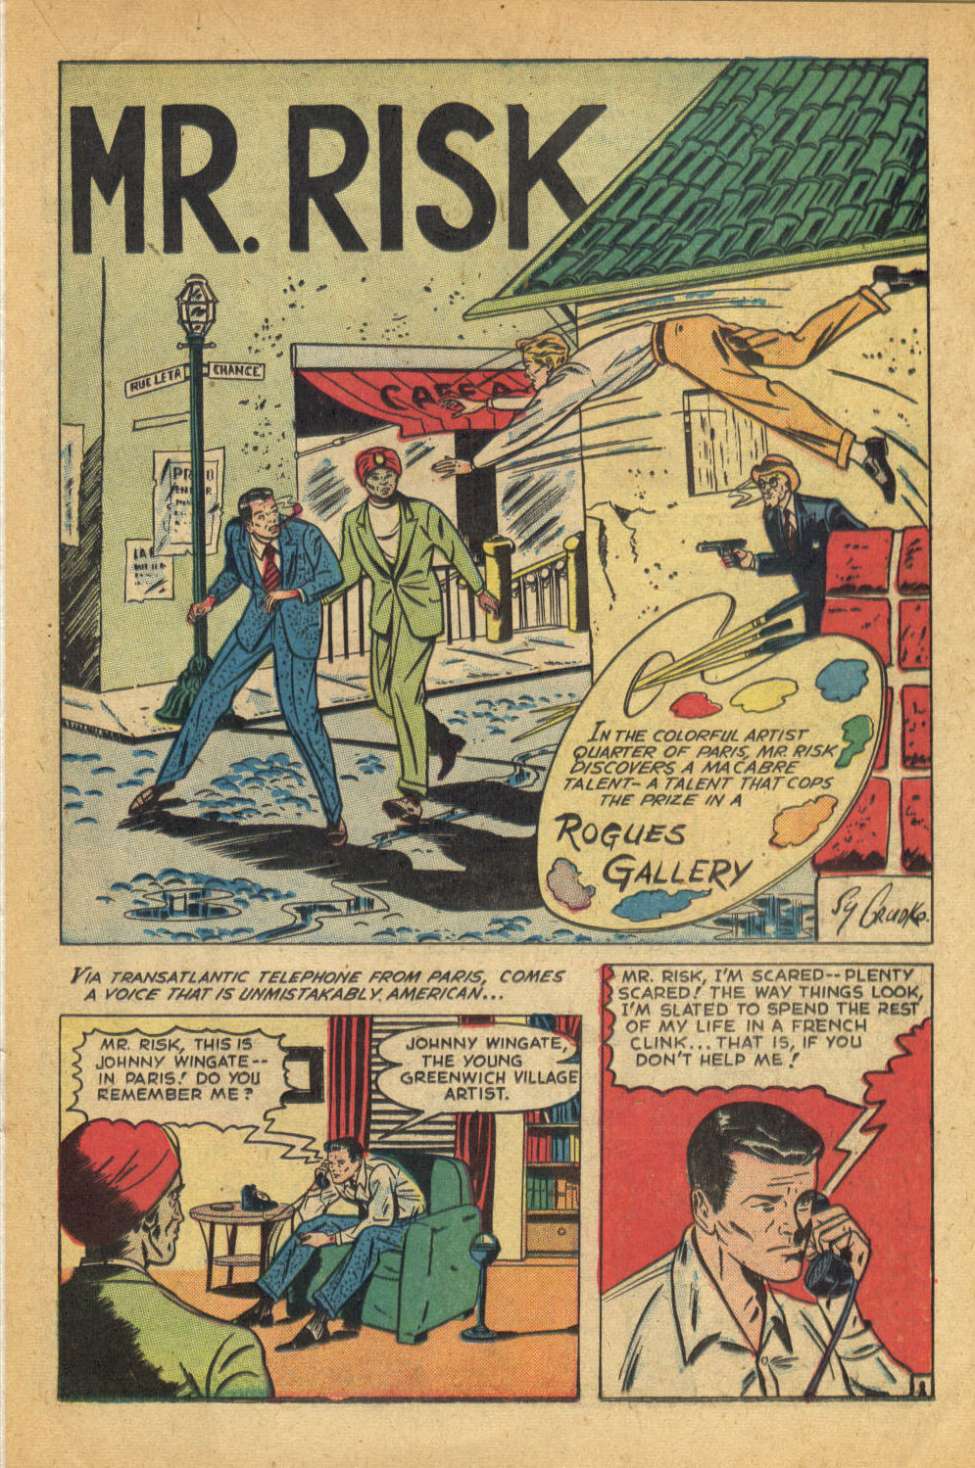 MR. RISK
RUE LETA CHANCE
CAFE
IN THE COLORFUL ARTIST
QUARTER OF PARIS, MR RISK
DISCOVERS A MACABRE
TALENT- A TALENT THAT COPS
THE PRIZE IN A
ROGUES
GALLERY
VIA TRANSATLANTIC TELEPHONE FROM PARIS, COMES
A VOICE THAT IS UNMISTAKABLY AMERICAN...
MR. RISK, THIS IS
JOHNNY WINGATE--
IN PARIS! DO YOU
REMEMBER ME?
JOHNNY WINGATE,
THE YOUNG
GREENWICH VILLAGE
ARTIST.
MR. RISK, I'M SCARED--PLENTY
SCARED! THE WAY THINGS LOOK,
I'M SLATED TO SPEND THE REST
OF MY LIFE IN A FRENCH
CLINK... THAT IS, IF YOU
DON'T HELP ME!
1